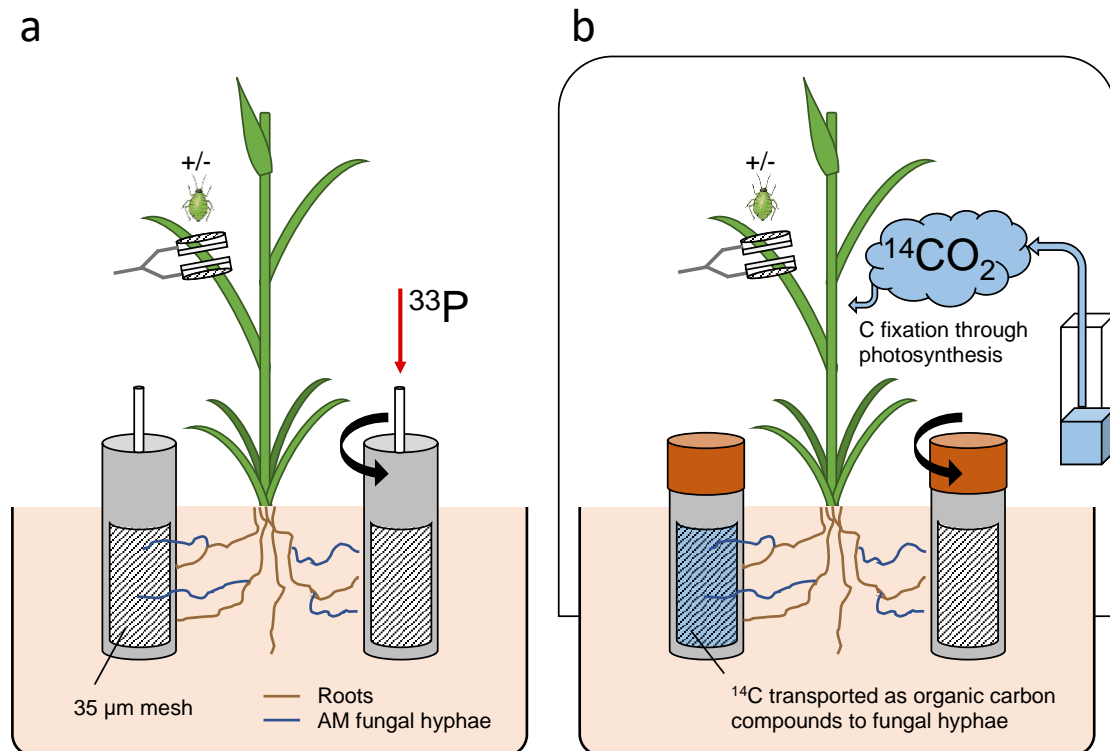 a
+/-
³³P
35 µm mesh
Roots
AM fungal hyphae
b
+/-
¹⁴CO₂
C fixation through
photosynthesis
¹⁴C transported as organic carbon
compounds to fungal hyphae